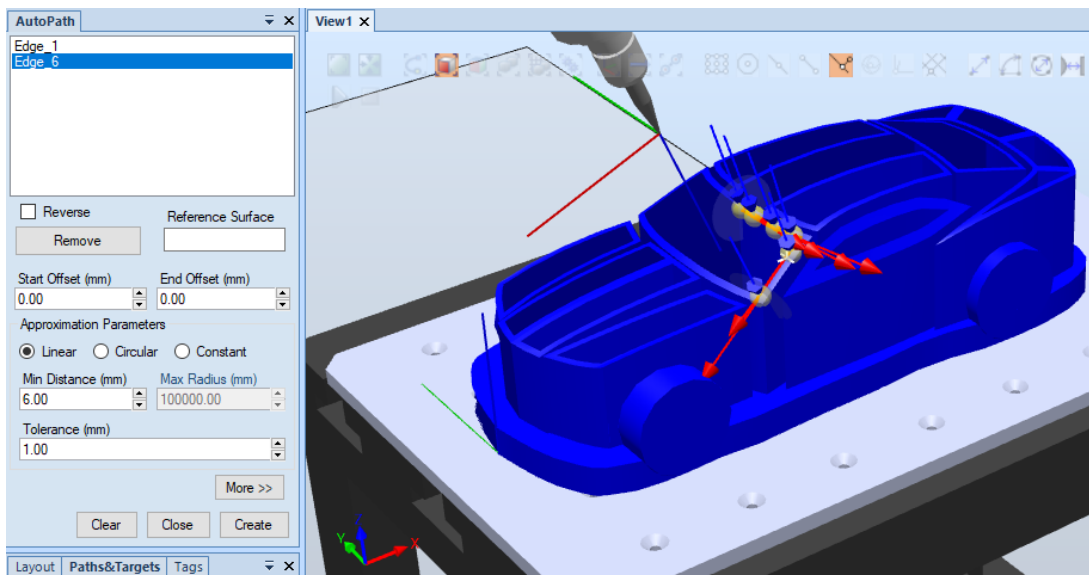 AutoPath
Edge_1
Edge_6
Reverse
Reference Surface
Remove
Start Offset (mm)
End Offset (mm)
0.00
0.00
Approximation Parameters
Linear
Circular
Constant
Min Distance (mm)
Max Radius (mm)
6.00
100000.00
Tolerance (mm)
1.00
More >>
Clear
Close
Create
Layout
Paths&Targets
Tags
View1
Z
Y
X